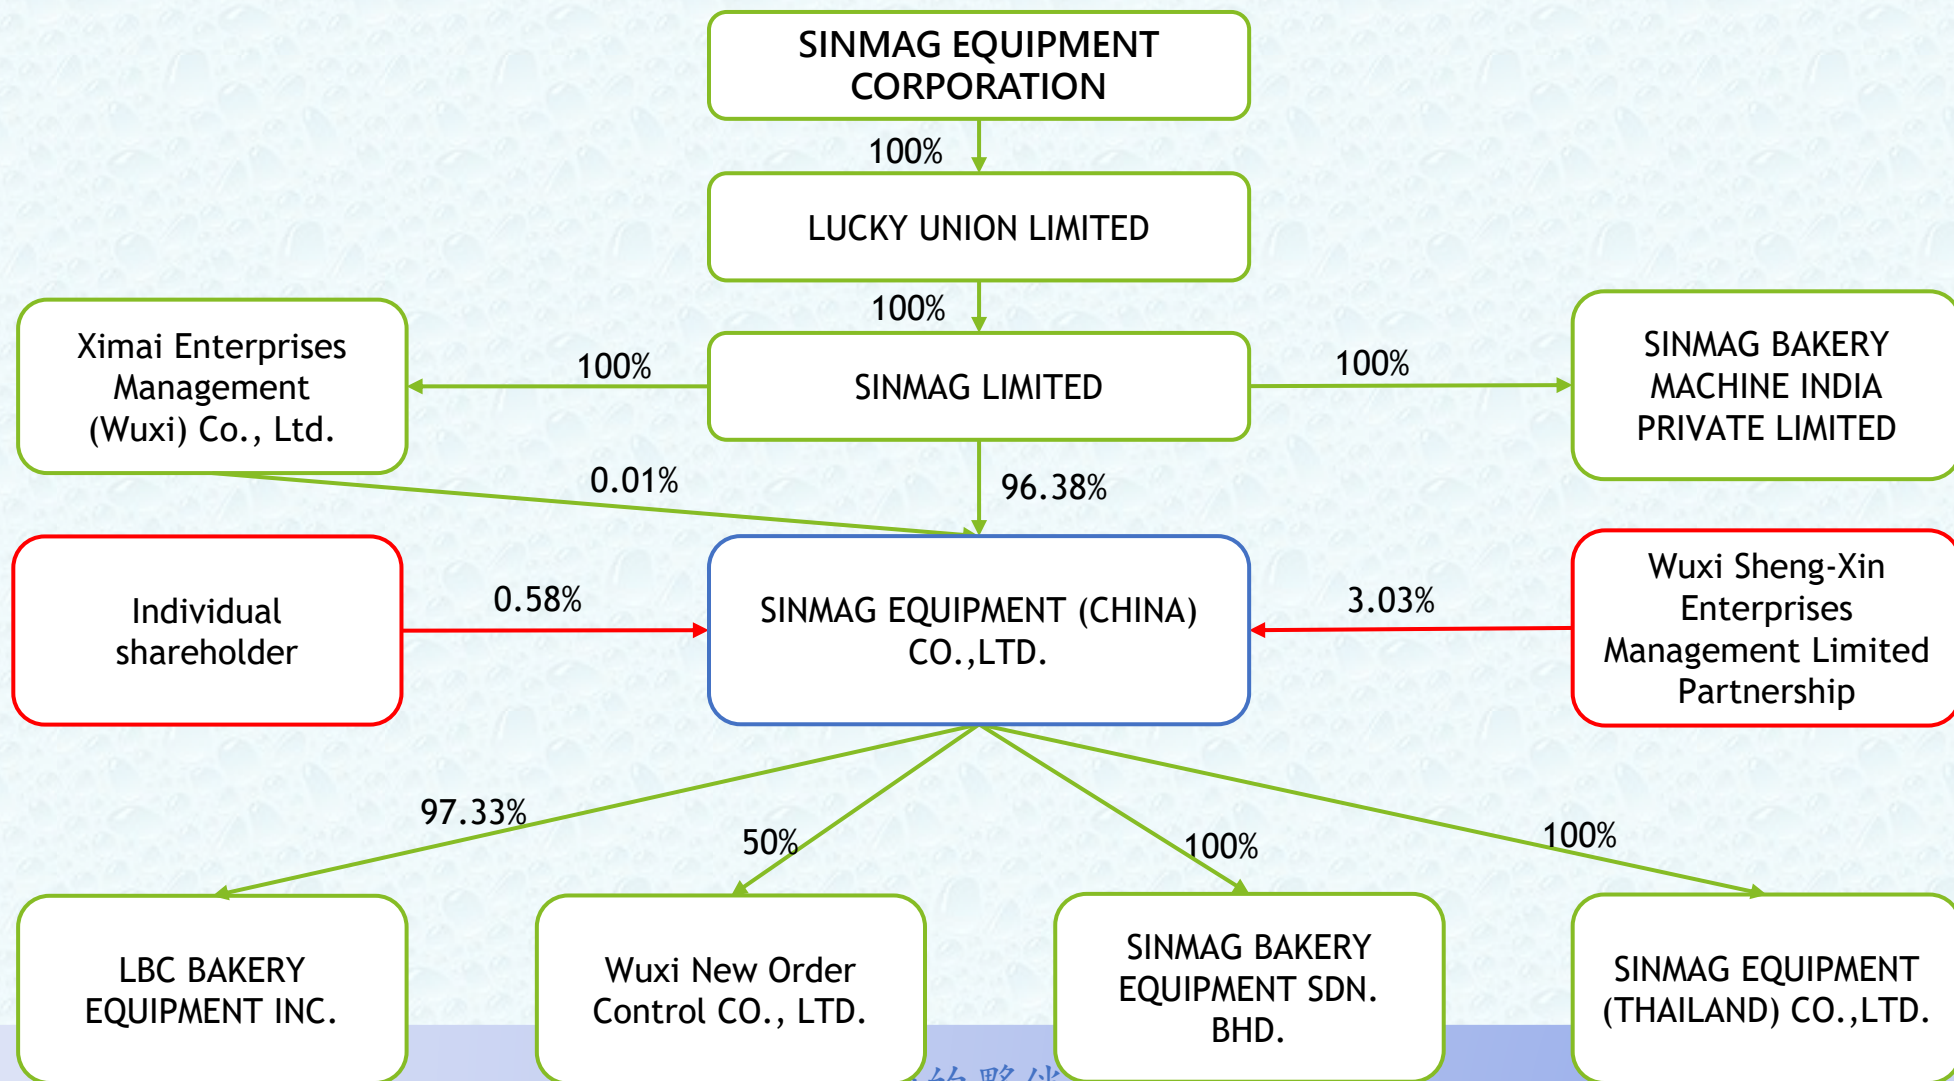 SINMAG EQUIPMENT
CORPORATION
100%
LUCKY UNION LIMITED
100%
Ximai Enterprises
Management
(Wuxi) Co., Ltd.
100%
SINMAG LIMITED
100%
SINMAG BAKERY
MACHINE INDIA
PRIVATE LIMITED
0.01%
96.38%
Individual
shareholder
0.58%
SINMAG EQUIPMENT (CHINA)
CO.,LTD.
3.03%
Wuxi Sheng-Xin
Enterprises
Management Limited
Partnership
97.33%
50%
100%
100%
LBC BAKERY
EQUIPMENT INC.
Wuxi New Order
Control CO., LTD.
SINMAG BAKERY
EQUIPMENT SDN.
BHD.
SINMAG EQUIPMENT
(THAILAND) CO.,LTD.
的夥伴